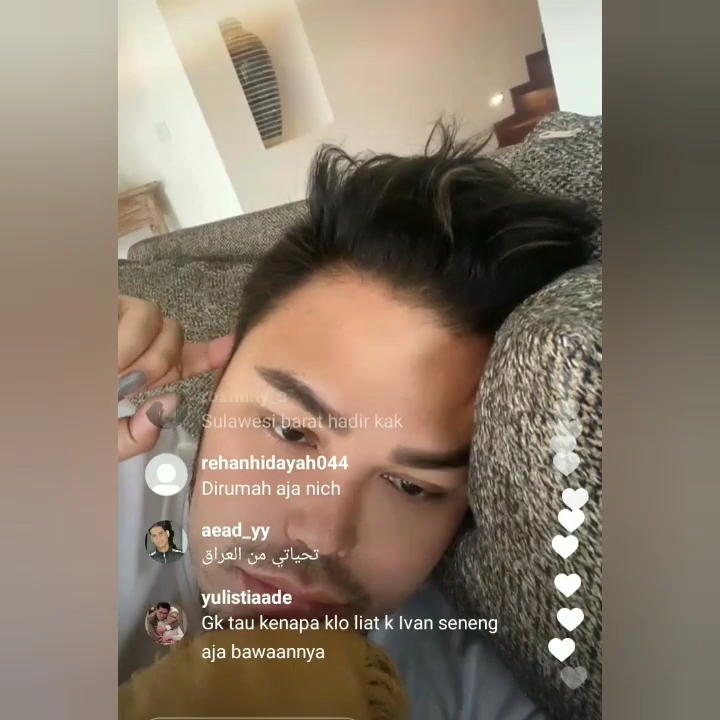 Sulawesi barat hadir kak
rehanhidayah044
Dirumah aja nich
aead_yy
تحياتي من العراق
yulistiaade
Gk tau kenapa klo liat k Ivan seneng
aja bawaannya